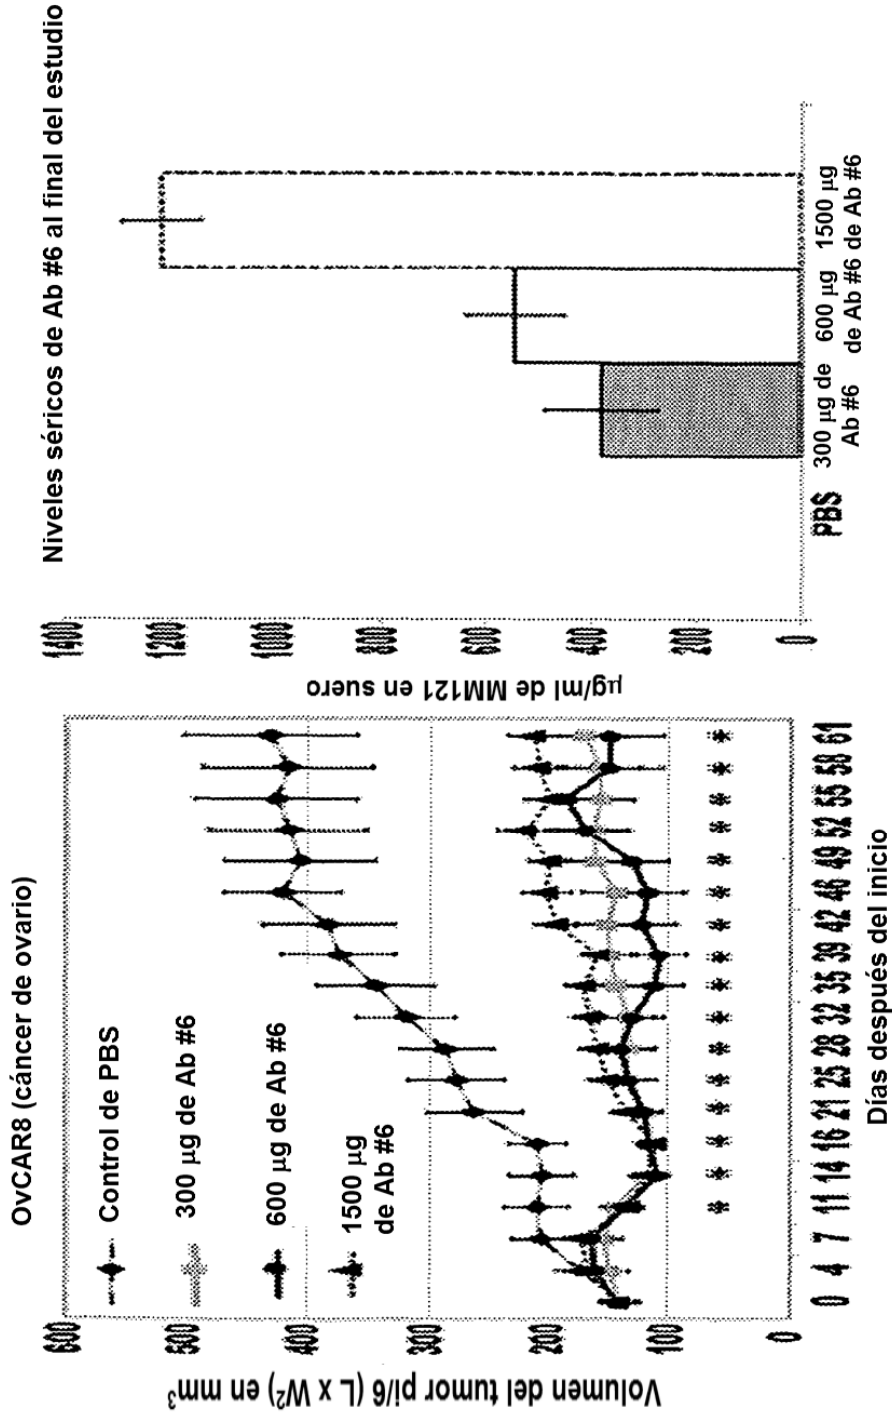 OvCAR8 (cáncer de ovario)
Control de PBS
300 µg de Ab #6
600 µg de Ab #6
1500 µg
de Ab #6
Volumen del tumor pi/6 (L x W²) en mm³
600
500
400
300
200
100
0
* * * * * * * * * * * * * * * *
0 4 7 11 14 16 21 25 28 32 35 39 42 46 49 52 55 58 61
Días después del inicio
Niveles séricos de Ab #6 al final del estudio
µg/ml de MM121 en suero
1400
1200
1000
800
600
400
200
0
PBS
300 µg de
Ab #6
600 µg
de Ab #6
1500 µg
de Ab #6